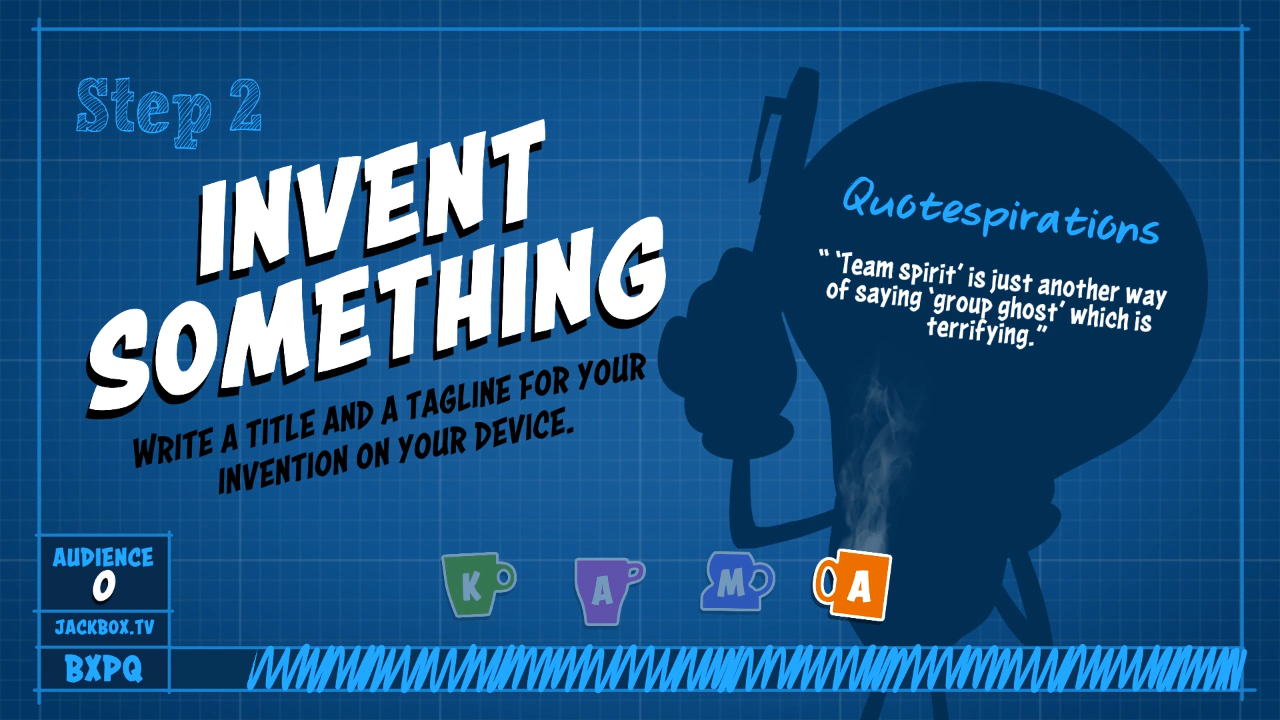 Step 2
INVENT
SOMETHING
WRITE A TITLE AND A TAGLINE FOR YOUR
INVENTION ON YOUR DEVICE.
Quotespirations
“ ‘Team spirit’ is just another way
of saying ‘group ghost’ which is
terrifying.”
K
A
M
A
AUDIENCE
0
JACKBOX.TV
BXPQ